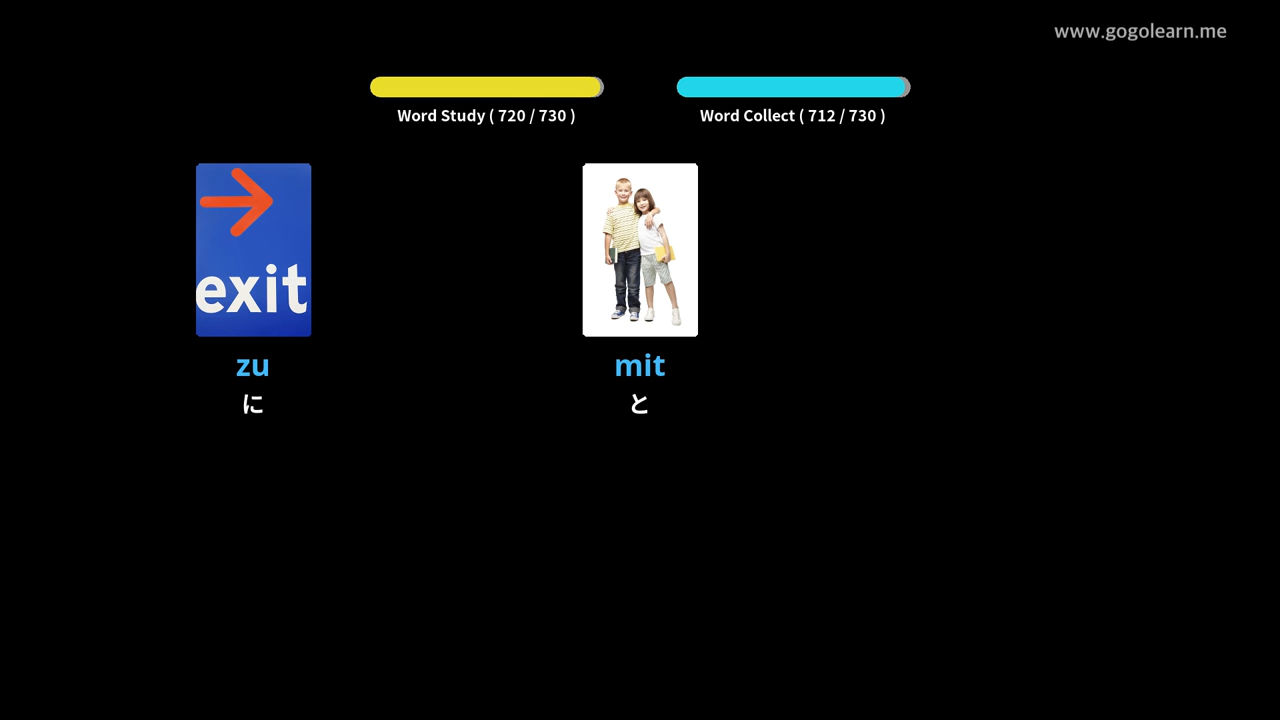 www.gogolearn.me
Word Study ( 720 / 730 )
Word Collect ( 712 / 730 )
exit
zu
に
mit
と